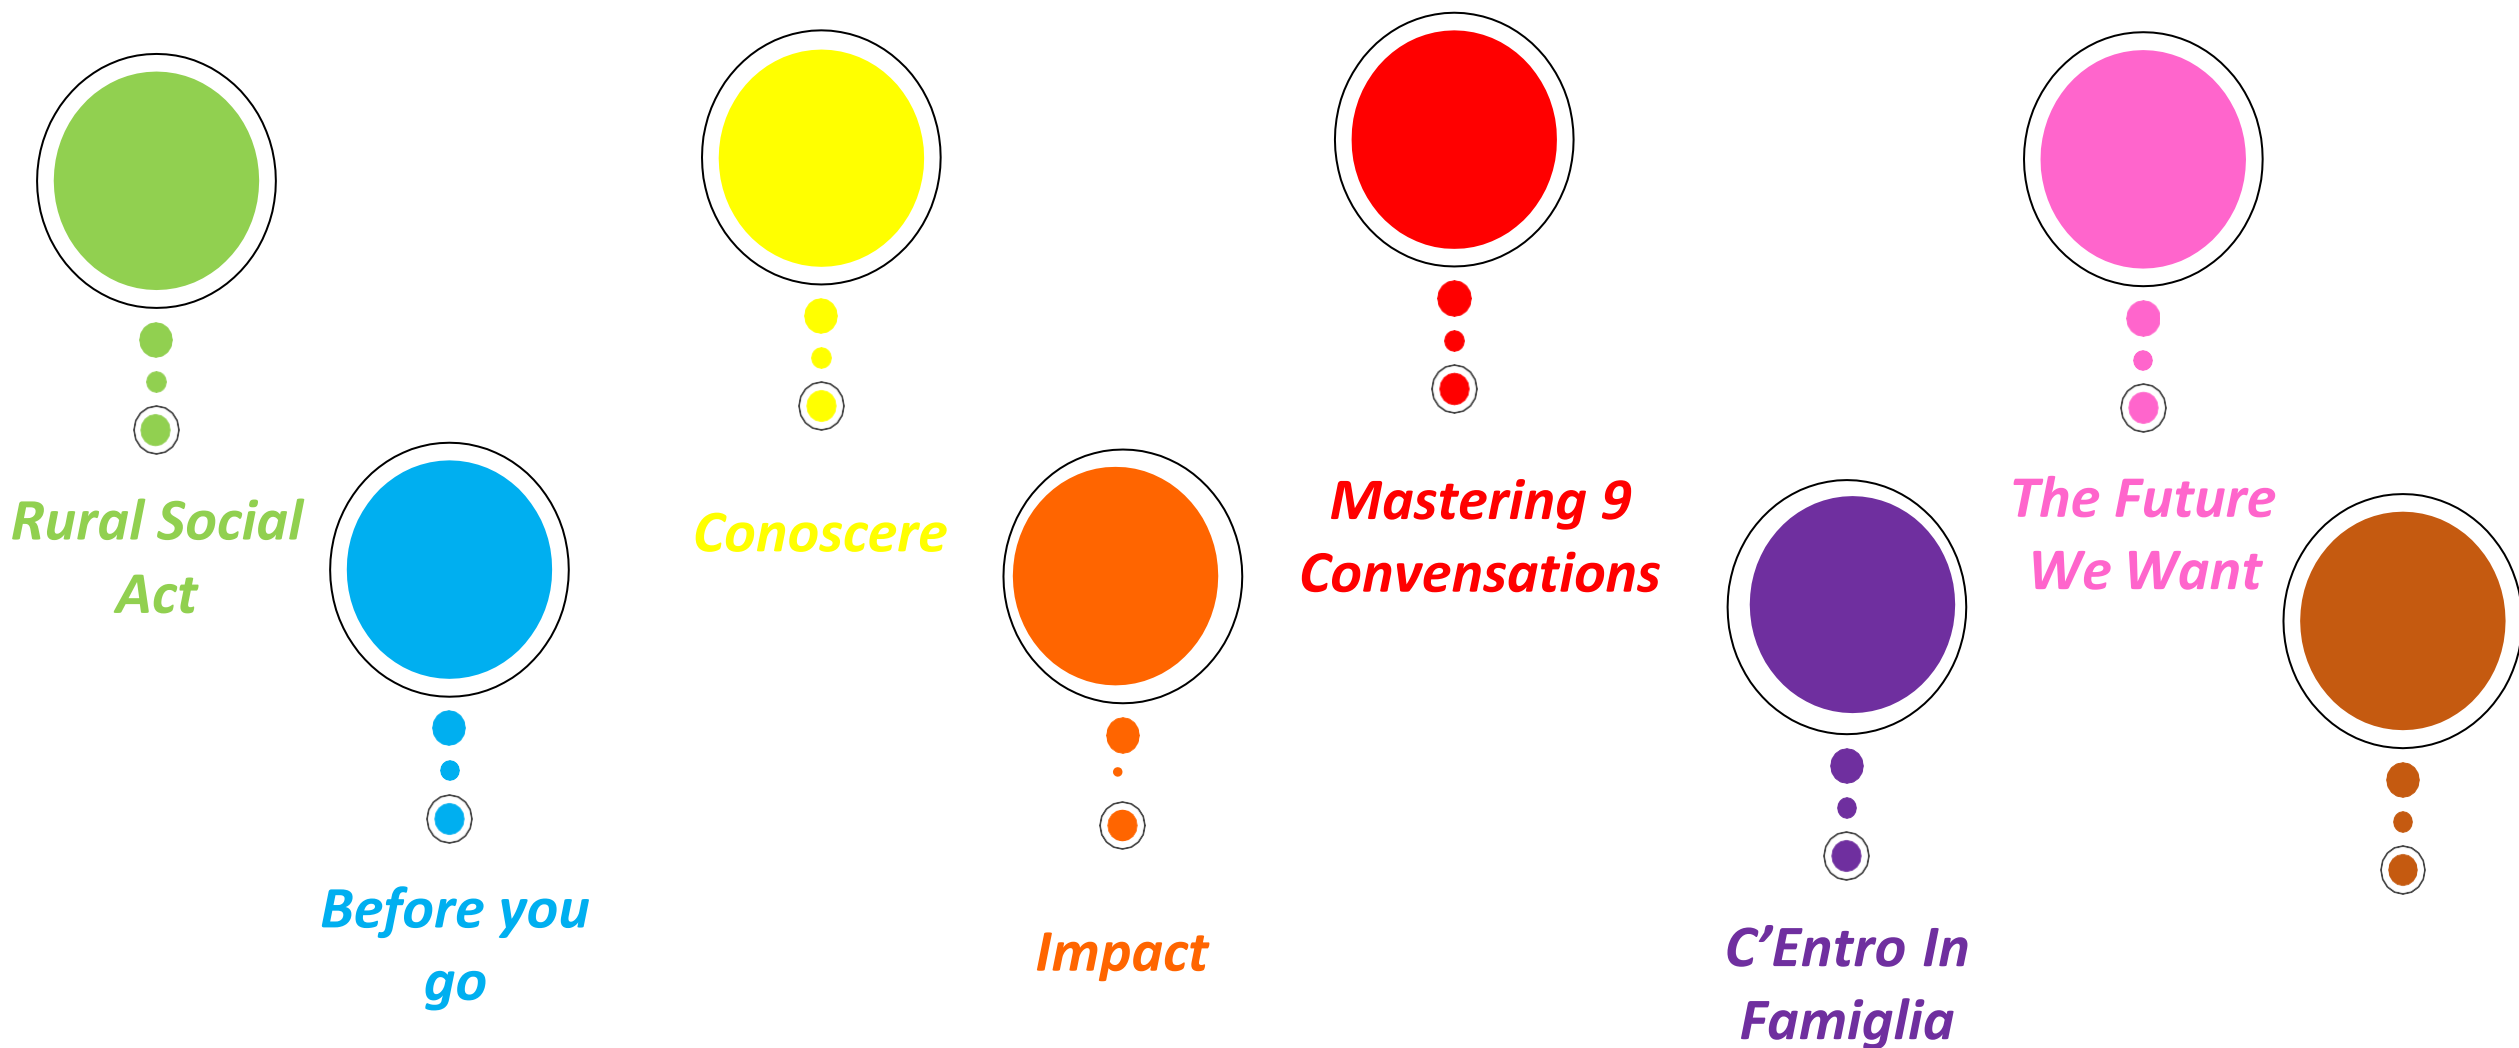 Rural Social
Act
Before you
go
Conoscere
Impact
Mastering 9
Convensations
C’Entro In
Famiglia
The Future
We Want